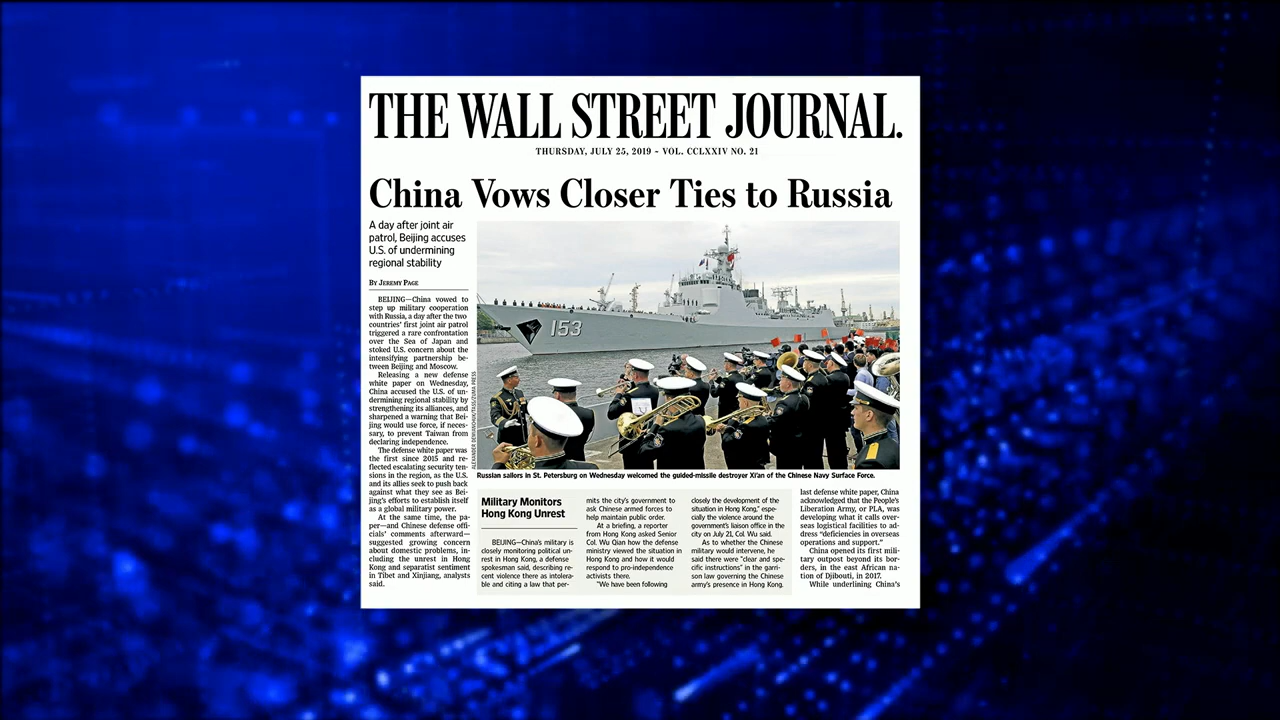 THE WALL STREET JOURNAL.
THURSDAY, JULY 25, 2019 ~ VOL. CCLXXIV NO. 21
China Vows Closer Ties to Russia
A day after joint air
patrol, Beijing accuses
U.S. of undermining
regional stability
BY JEREMY PAGE
BEIJING—China vowed to
step up military cooperation
with Russia, a day after the two
countries' first joint air patrol
triggered a rare confrontation
over the Sea of Japan and
stoked U.S. concern about the
intensifying partnership be-
tween Beijing and Moscow.
Releasing a new defense
white paper on Wednesday,
China accused the U.S. of un-
dermining regional stability by
strengthening its alliances, and
sharpened a warning that Bei-
jing would use force, if neces-
sary, to prevent Taiwan from
declaring independence.
The defense white paper was
the first since 2015 and re-
flected escalating security ten-
sions in the region, as the U.S.
and its allies seek to push back
against what they see as Bei-
jing's efforts to establish itself
as a global military power.
At the same time, the pa-
per—and Chinese defense offi-
cials' comments afterward—
suggested growing concern
about domestic problems, in-
cluding the unrest in Hong
Kong and separatist sentiment
in Tibet and Xinjiang, analysts
said.
153
PRESS
Russian sailors in St. Petersburg on Wednesday welcomed the guided-missile destroyer Xi'an of the Chinese Navy Surface Force.
Military Monitors
Hong Kong Unrest
BEIJING—China's military is
closely monitoring political un-
rest in Hong Kong, a defense
spokesman said, describing re-
cent violence there as intolera-
ble and citing a law that per-
mits the city's government to
ask Chinese armed forces to
help maintain public order.
At a briefing, a reporter
from Hong Kong asked Senior
Col. Wu Qian how the defense
ministry viewed the situation in
Hong Kong and how it would
respond to pro-independence
activists there.
"We have been following
closely the development of the
situation in Hong Kong," espe-
cially the violence around the
government's liaison office in the
city on July 21, Col. Wu said.
As to whether the Chinese
military would intervene, he
said there were "clear and spe-
cific instructions" in the garri-
son law governing the Chinese
army's presence in Hong Kong.
last defense white paper, China
acknowledged that the People's
Liberation Army, or PLA, was
developing what it calls over-
seas logistical facilities to ad-
dress "deficiencies in overseas
operations and support."
China opened its first mili-
tary outpost beyond its bor-
ders, in the east African na-
tion of Djibouti, in 2017.
While underlining China's